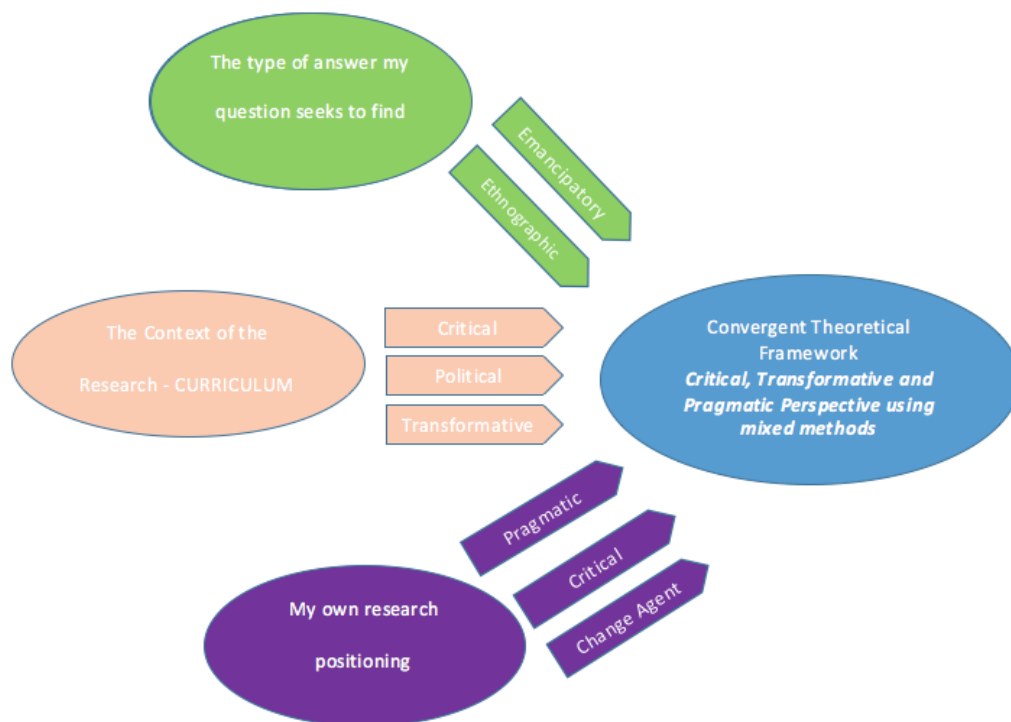 The type of answer my
question seeks to find
Emancipatory
Ethnographic
The Context of the
Research - CURRICULUM
Critical
Political
Transformative
Convergent Theoretical
Framework
Critical, Transformative and
Pragmatic Perspective using
mixed methods
My own research
positioning
Pragmatic
Critical
Change Agent